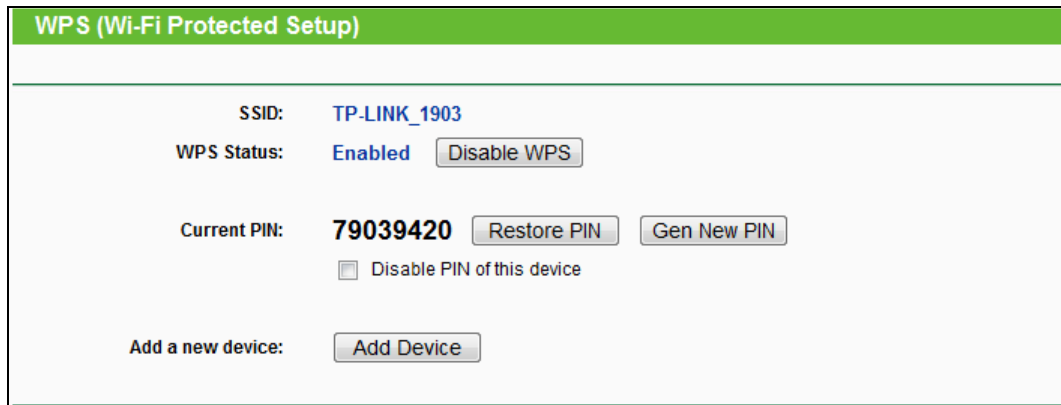 WPS (Wi-Fi Protected Setup)
SSID: TP-LINK_1903
WPS Status: Enabled Disable WPS
Current PIN: 79039420 Restore PIN Gen New PIN
Disable PIN of this device
Add a new device: Add Device